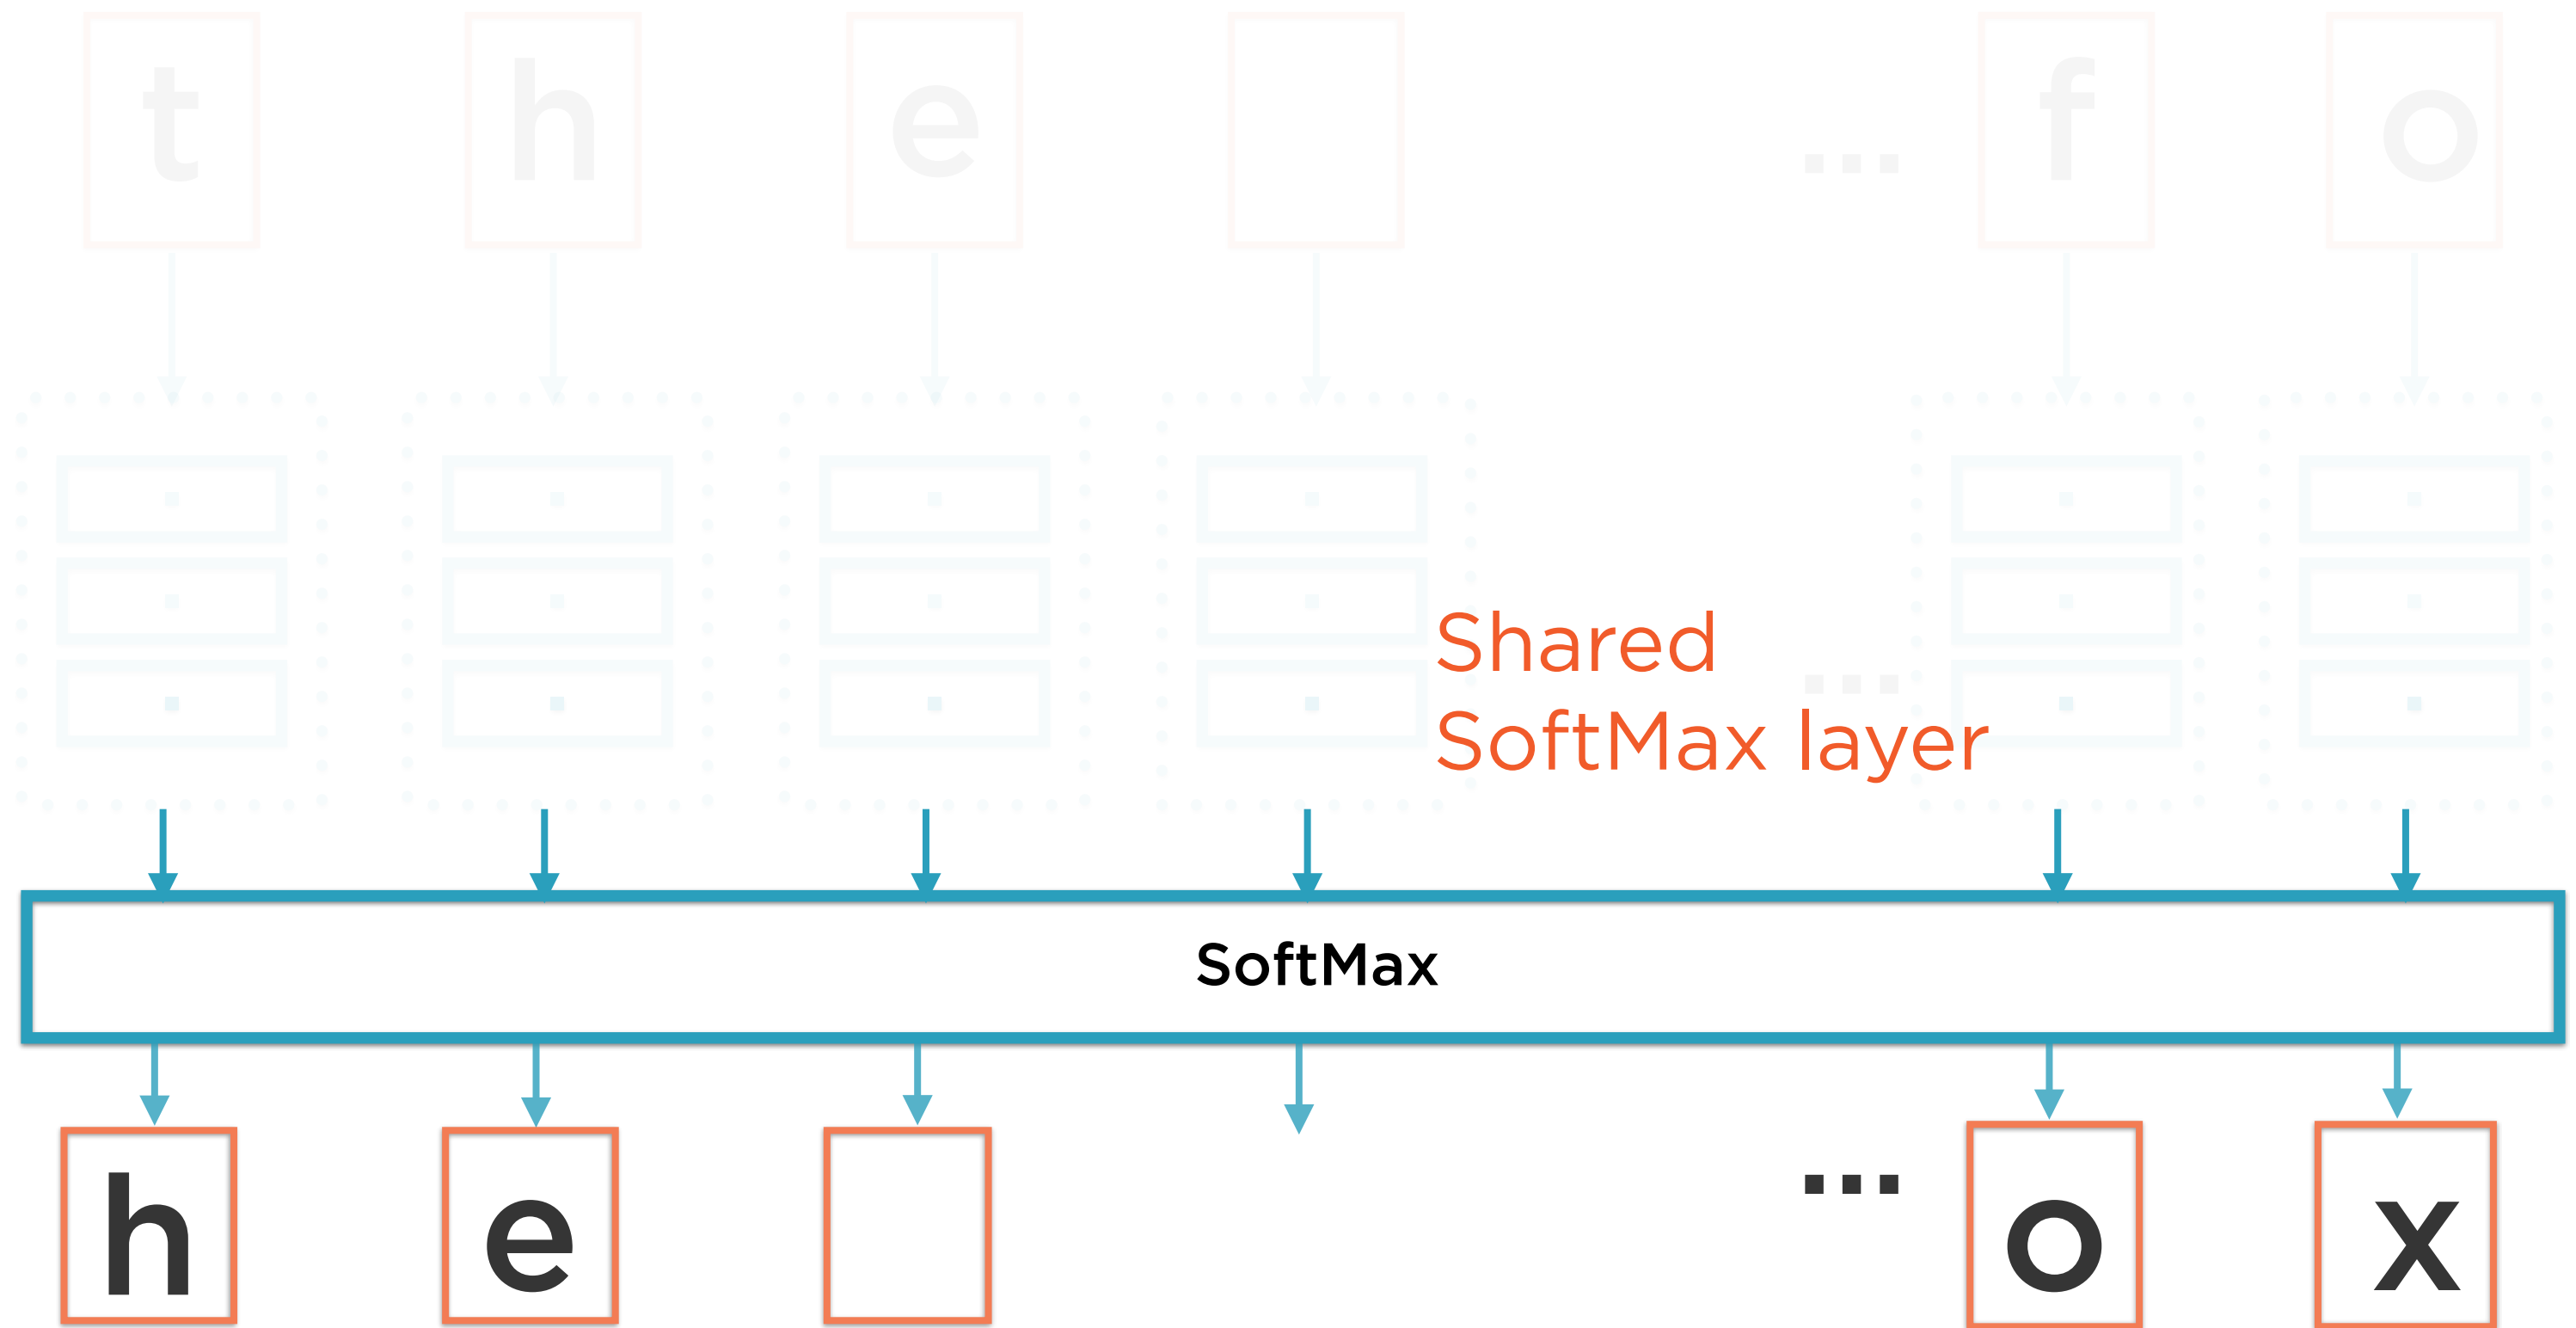 t h e ... f o
Shared ...
SoftMax layer
SoftMax
h e ... o x